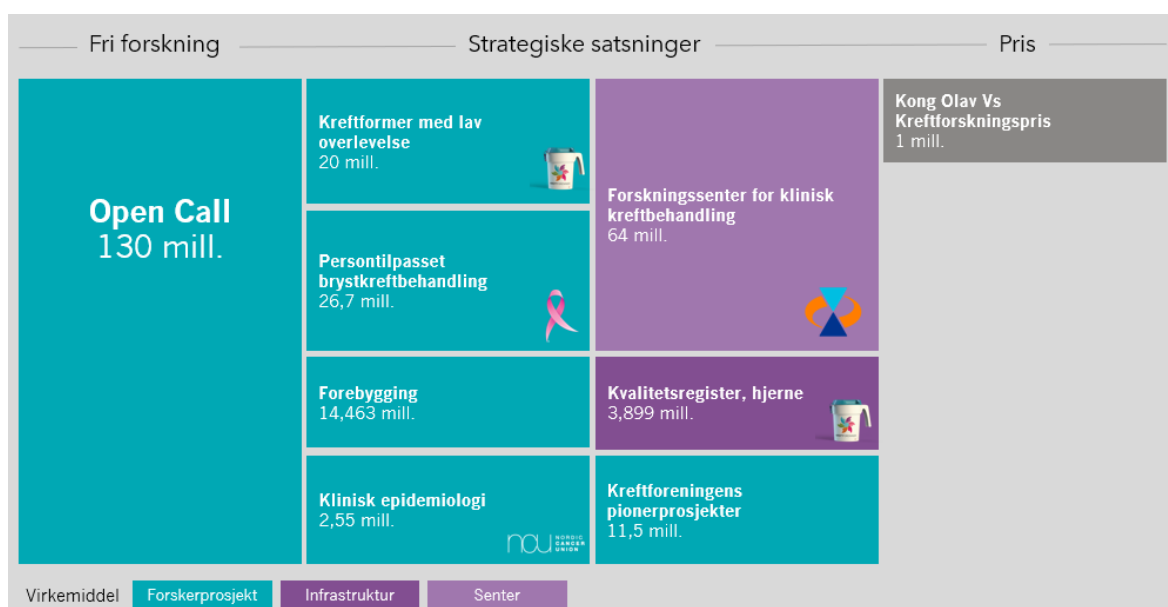 Fri forskning
Strategiske satsninger
Pris
Open Call
130 mill.
Kreftformer med lav
overlevelse
20 mill.
Persontilpasset
brystkreftbehandling
26,7 mill.
Forebygging
14,463 mill.
Klinisk epidemiologi
2,55 mill.
ncu NORDIC
CANCER
UNION
Forskningssenter for klinisk
kreftbehandling
64 mill.
Kvalitetsregister, hjerne
3,899 mill.
Kreftforeningens
pionerprosjekter
11,5 mill.
Kong Olav Vs
Kreftforskningspris
1 mill.
Virkemiddel
Forskerprosjekt
Infrastruktur
Senter